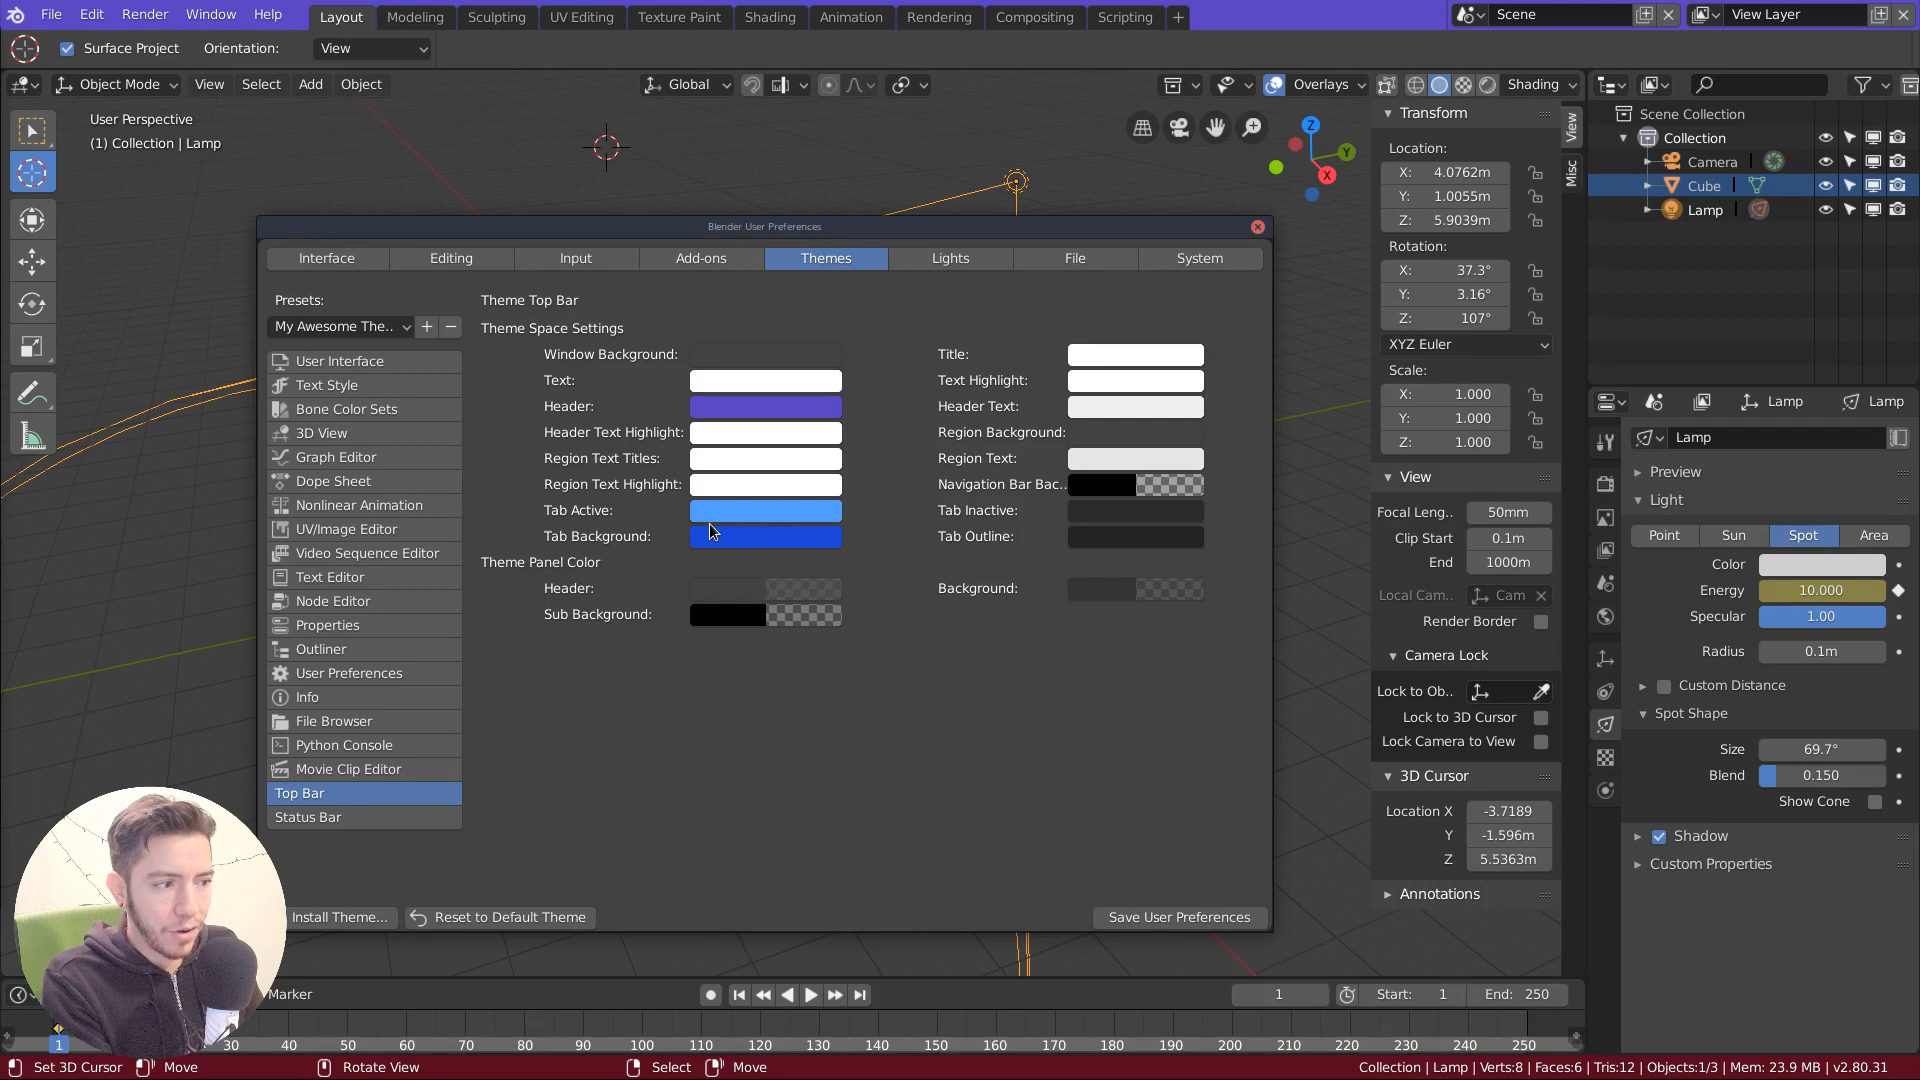 File Edit Render Window Help Layout Modeling Sculpting UV Editing Texture Paint Shading Animation Rendering Compositing Scripting + Scene View Layer
Surface Project Orientation: View
Object Mode View Select Add Object Global Overlays Shading
User Perspective
(1) Collection | Lamp
Z
Y
X
Blender User Preferences
Interface Editing Input Add-ons Themes Lights File System
Presets:
My Awesome The.. + −
User Interface
Text Style
Bone Color Sets
3D View
Graph Editor
Dope Sheet
Nonlinear Animation
UV/Image Editor
Video Sequence Editor
Text Editor
Node Editor
Properties
Outliner
User Preferences
Info
File Browser
Python Console
Movie Clip Editor
Top Bar
Status Bar
Theme Top Bar
Theme Space Settings
Window Background: Title:
Text: Text Highlight:
Header: Header Text:
Header Text Highlight: Region Background:
Region Text Titles: Region Text:
Region Text Highlight: Navigation Bar Bac..
Tab Active: Tab Inactive:
Tab Background: Tab Outline:
Theme Panel Color
Header: Background:
Sub Background:
Install Theme... Reset to Default Theme Save User Preferences
Transform
Location:
X: 4.0762m
Y: 1.0055m
Z: 5.9039m
Rotation:
X: 37.3°
Y: 3.16°
Z: 107°
XYZ Euler
Scale:
X: 1.000
Y: 1.000
Z: 1.000
View
Focal Leng.. 50mm
Clip Start 0.1m
End 1000m
Local Cam.. Cam
Render Border
Camera Lock
Lock to Ob..
Lock to 3D Cursor
Lock Camera to View
3D Cursor
Location X -3.7189
Y -1.596m
Z 5.5363m
Annotations
View
Misc
Scene Collection
Collection
Camera
Cube
Lamp
Lamp Lamp
Lamp
Preview
Light
Point Sun Spot Area
Color
Energy 10.000
Specular 1.00
Radius 0.1m
Custom Distance
Spot Shape
Size 69.7°
Blend 0.150
Show Cone
Shadow
Custom Properties
Marker 1 Start: 1 End: 250
1 30 40 50 60 70 80 90 100 110 120 130 140 150 160 170 180 190 200 210 220 230 240 250
Set 3D Cursor Move Rotate View Select Move Collection | Lamp | Verts:8 | Faces:6 | Tris:12 | Objects:1/3 | Mem: 23.9 MB | v2.80.31